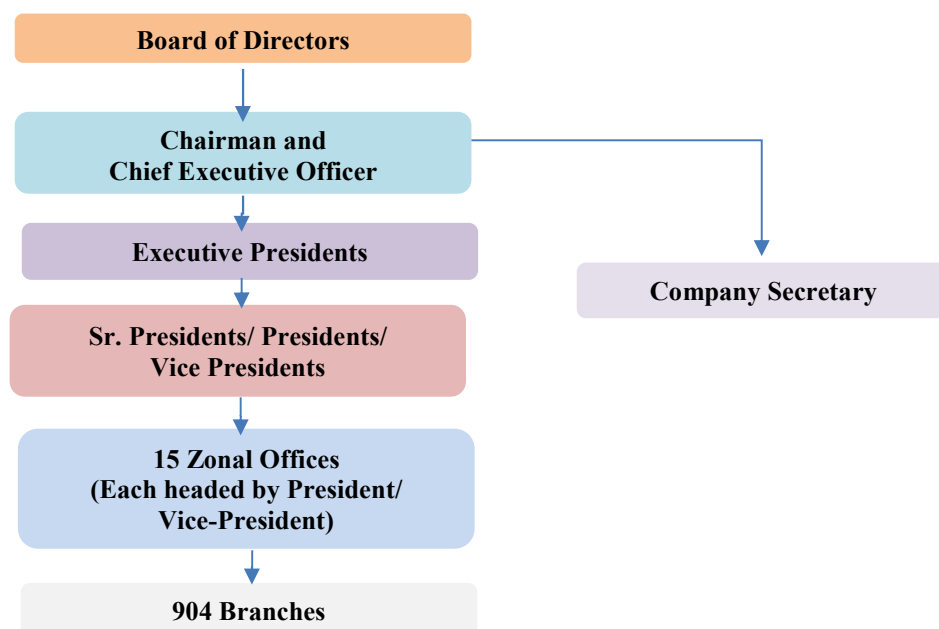 Board of Directors
Chairman and
Chief Executive Officer
Executive Presidents
Company Secretary
Sr. Presidents/ Presidents/
Vice Presidents
15 Zonal Offices
(Each headed by President/
Vice-President)
904 Branches